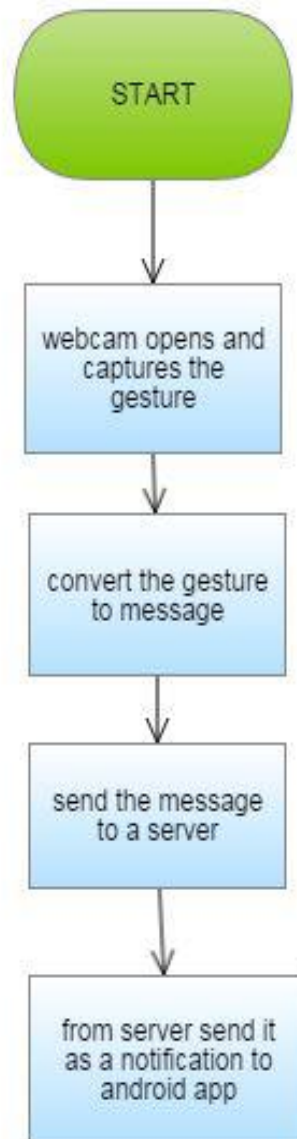 START
webcam opens and
captures the
gesture
convert the gesture
to message
send the message
to a server
from server send it
as a notification to
android app